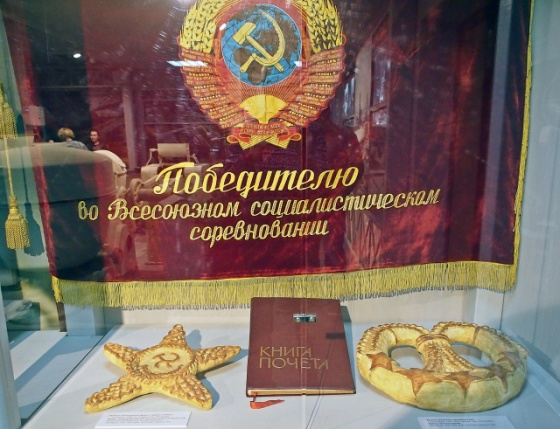 Победителю
во Всесоюзном социалистическом
соревновании
КНИГА
ПОЧЕТА